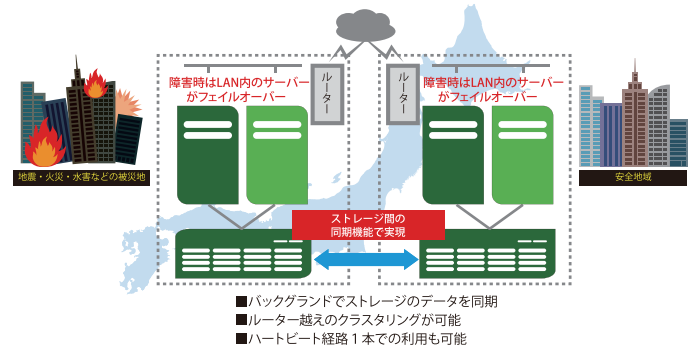 障害時はLAN内のサーバー
がフェイルオーバー
ルーター
ルーター
障害時はLAN内のサーバー
がフェイルオーバー
地震・火災・水害などの被災地
安全地域
ストレージ間の
同期機能で実現
■バックグランドでストレージのデータを同期
■ルーター越えのクラスタリングが可能
■ハートビート経路1本での利用も可能